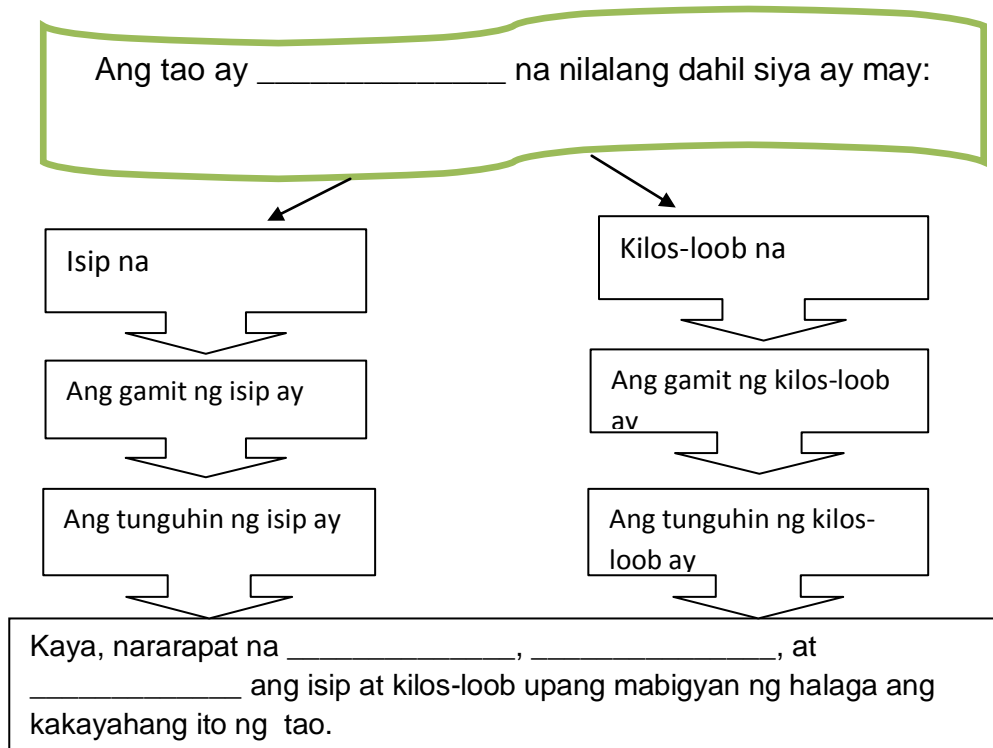 Ang tao ay ______________ na nilalang dahil siya ay may:
Isip na
Kilos-loob na
Ang gamit ng isip ay
Ang gamit ng kilos-loob
ay
Ang tunguhin ng isip ay
Ang tunguhin ng kilos-
loob ay
Kaya, nararapat na ______________, _______________, at
_____________ ang isip at kilos-loob upang mabigyan ng halaga ang
kakayahang ito ng tao.